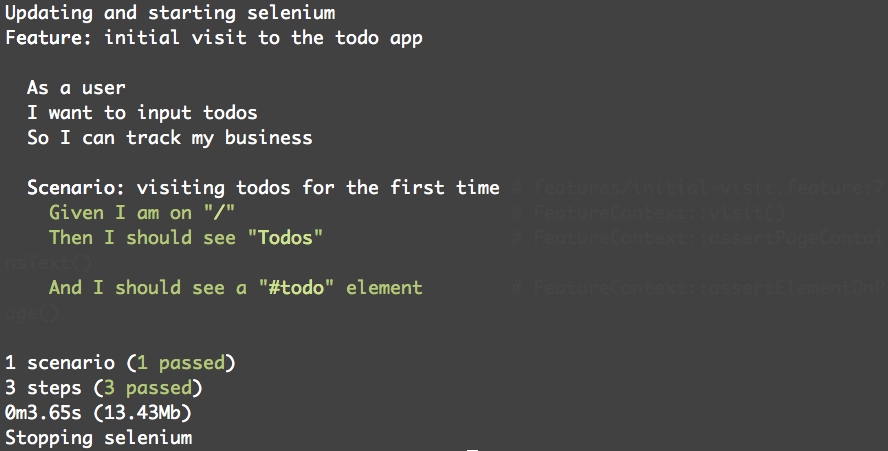 Updating and starting selenium
Feature: initial visit to the todo app
As a user
I want to input todos
So I can track my business
Scenario: visiting todos for the first time # features/initial-visit.feature:7
Given I am on "/" # FeatureContext::visit()
Then I should see "Todos" # FeatureContext::assertPageContai
nsText()
And I should see a "#todo" element # FeatureContext::assertElementOnP
age()
1 scenario (1 passed)
3 steps (3 passed)
0m3.65s (13.43Mb)
Stopping selenium